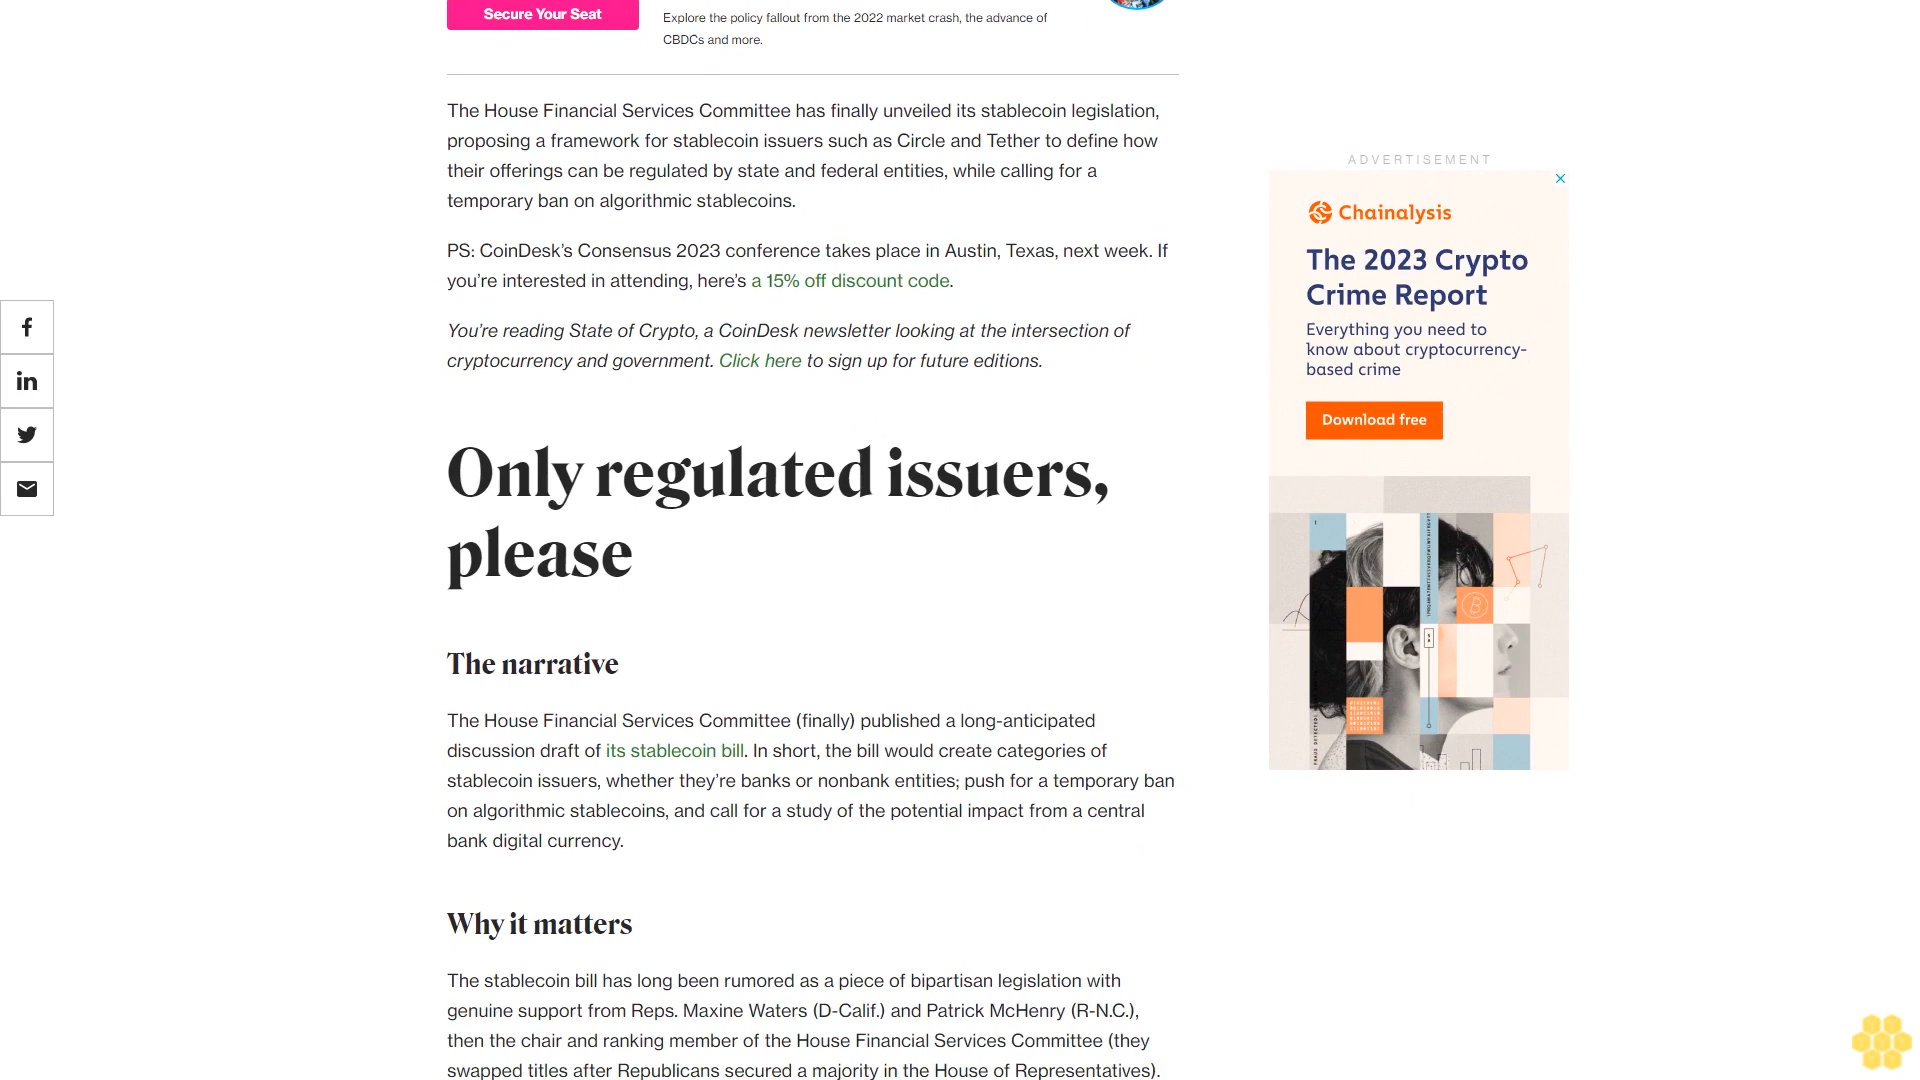 Secure Your Seat
Explore the policy fallout from the 2022 market crash, the advance of
CBDCs and more.
The House Financial Services Committee has finally unveiled its stablecoin legislation,
proposing a framework for stablecoin issuers such as Circle and Tether to define how
their offerings can be regulated by state and federal entities, while calling for a
temporary ban on algorithmic stablecoins.
PS: CoinDesk’s Consensus 2023 conference takes place in Austin, Texas, next week. If
you’re interested in attending, here’s a 15% off discount code.
You’re reading State of Crypto, a CoinDesk newsletter looking at the intersection of
cryptocurrency and government. Click here to sign up for future editions.
Only regulated issuers,
please
The narrative
The House Financial Services Committee (finally) published a long-anticipated
discussion draft of its stablecoin bill. In short, the bill would create categories of
stablecoin issuers, whether they’re banks or nonbank entities; push for a temporary ban
on algorithmic stablecoins, and call for a study of the potential impact from a central
bank digital currency.
Why it matters
The stablecoin bill has long been rumored as a piece of bipartisan legislation with
genuine support from Reps. Maxine Waters (D-Calif.) and Patrick McHenry (R-N.C.),
then the chair and ranking member of the House Financial Services Committee (they
swapped titles after Republicans secured a majority in the House of Representatives).
ADVERTISEMENT
Chainalysis
The 2023 Crypto
Crime Report
Everything you need to
know about cryptocurrency-
based crime
Download free